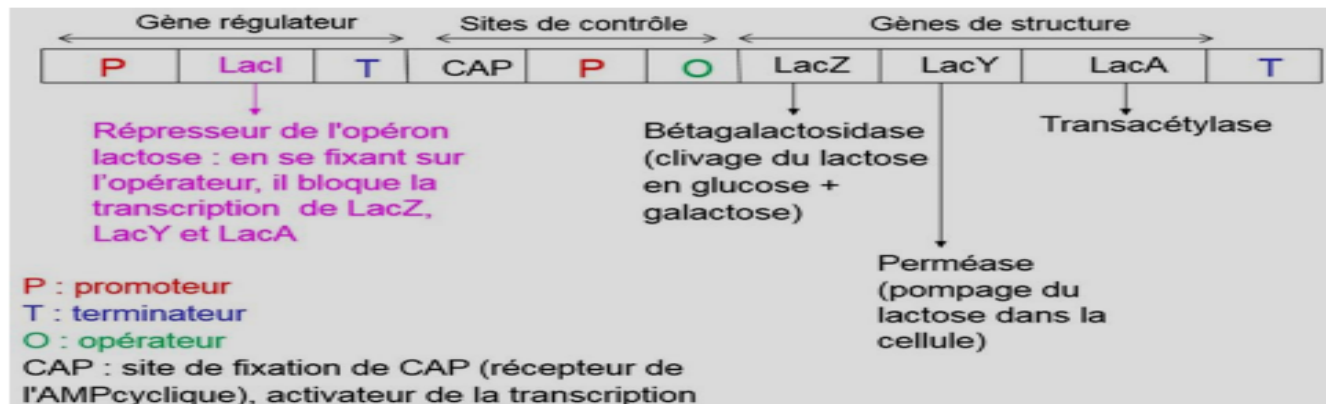 Gène régulateur Sites de contrôle Gènes de structure
P LacI T CAP P O LacZ LacY LacA T
Répresseur de l'opéron
lactose : en se fixant sur
l'opérateur, il bloque la
transcription de LacZ,
LacY et LacA
Bétagalactosidase
(clivage du lactose
en glucose +
galactose)
Transacétylase
Perméase
(pompage du
lactose dans la
cellule)
P : promoteur
T : terminateur
O : opérateur
CAP : site de fixation de CAP (récepteur de
l'AMPcyclique), activateur de la transcription